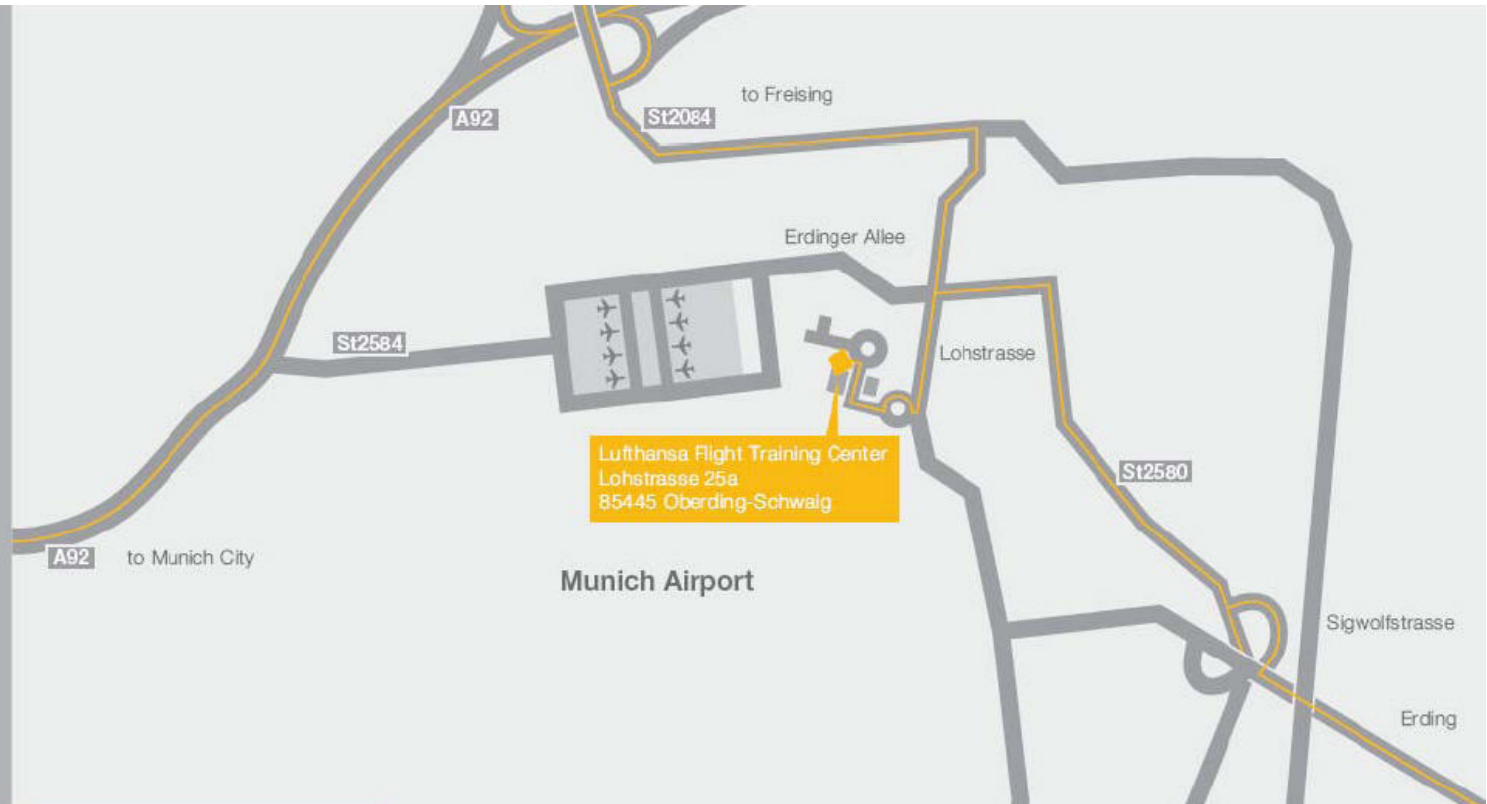 to Freising
A92
St2084
Erdinger Allee
St2584
Lohstrasse
Lufthansa Flight Training Center
Lohstrasse 25a
85445 Oberding-Schwaig
St2580
A92
to Munich City
Munich Airport
Sigwolfstrasse
Erding